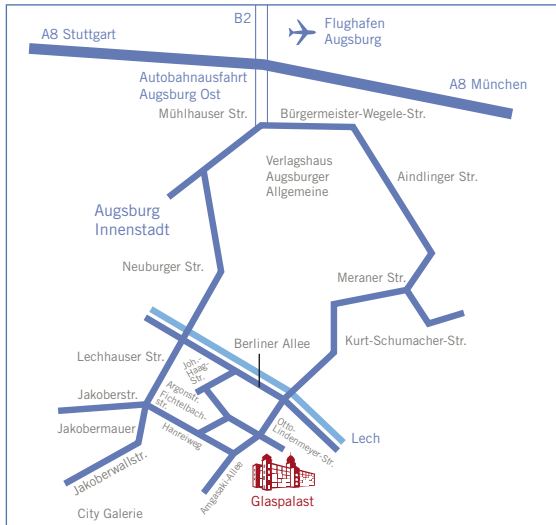 B2
Flughafen
Augsburg
A8 Stuttgart
Autobahnausfahrt
Augsburg Ost
A8 München
Mühlhauser Str.
Bürgermeister-Wegele-Str.
Verlagshaus
Augsburger
Allgemeine
Aindlinger Str.
Augsburg
Innenstadt
Neuburger Str.
Meraner Str.
Berliner Allee
Kurt-Schumacher-Str.
Lechhauser Str.
Joh.-
Haag-
Str.
Argonstr.
Fichtelbach-
str.
Jakoberstr.
Jakobermauer
Hanreiweg
Otto-
Lindenmeyer-Str.
Lech
Jakoberwallstr.
Amgasaki-Allee
Glaspalast
City Galerie